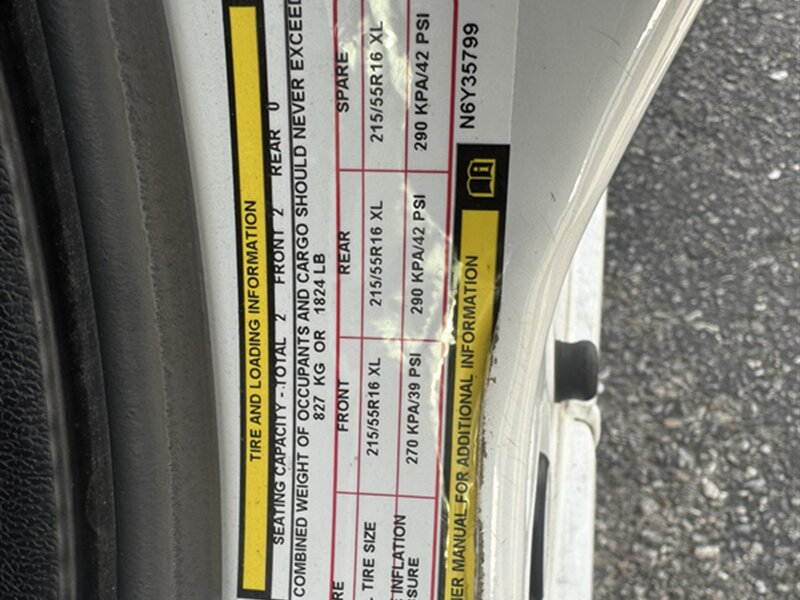 TIRE AND LOADING INFORMATION
SEATING CAPACITY - TOTAL 2 FRONT 2 REAR 0
COMBINED WEIGHT OF OCCUPANTS AND CARGO SHOULD NEVER EXCEED
827 KG OR 1824 LB
FRONT REAR SPARE
TIRE SIZE 215/55R16 XL 215/55R16 XL 215/55R16 XL
INFLATION 270 KPA/39 PSI 290 KPA/42 PSI 290 KPA/42 PSI
MANUAL FOR ADDITIONAL INFORMATION
N6Y35799